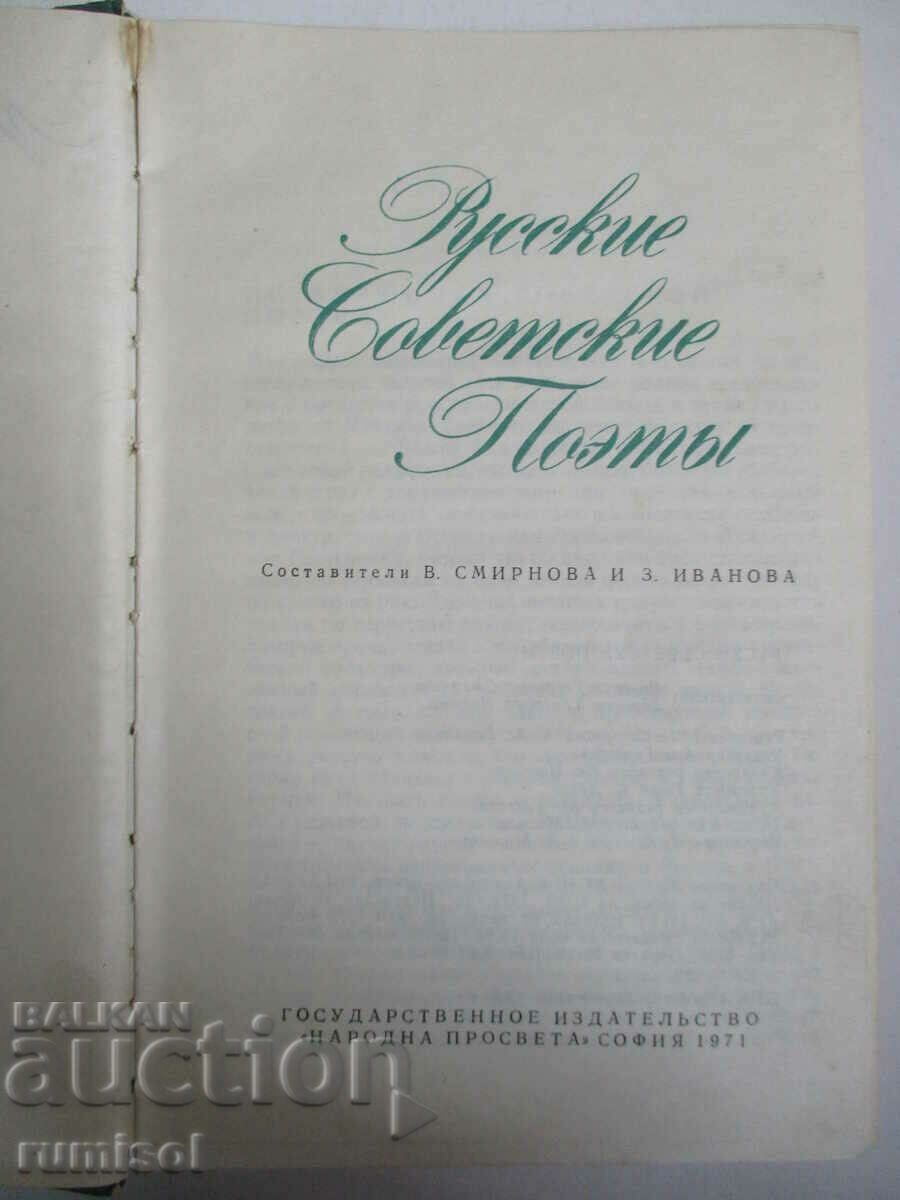 Русские
Советские
Поэты
Составители В. СМИРНОВА И З. ИВАНОВА
ГОСУДАРСТВЕННОЕ ИЗДАТЕЛЬСТВО
«НАРОДНА ПРОСВЕТА» СОФИЯ 1971
BALKAN
auction
rumisol